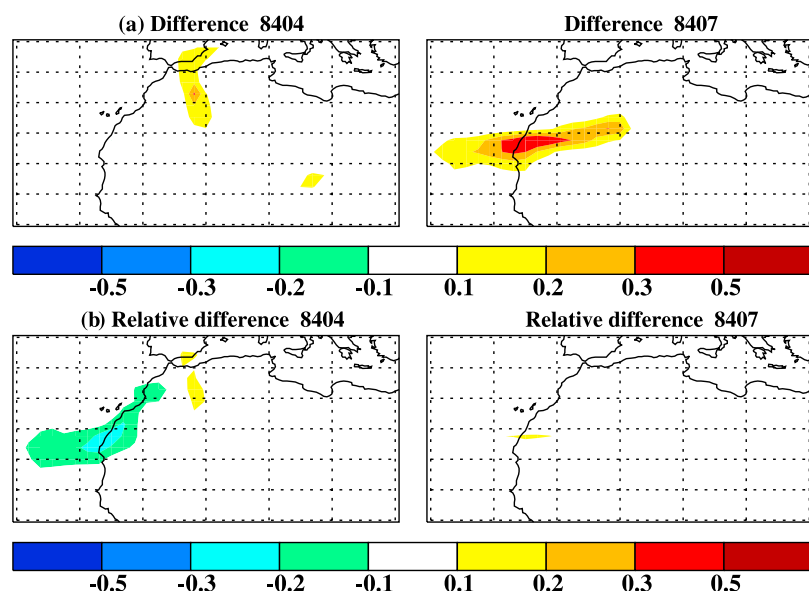 (a) Difference 8404
Difference 8407
-0.5 -0.3 -0.2 -0.1 0.1 0.2 0.3 0.5
(b) Relative difference 8404
Relative difference 8407
-0.5 -0.3 -0.2 -0.1 0.1 0.2 0.3 0.5